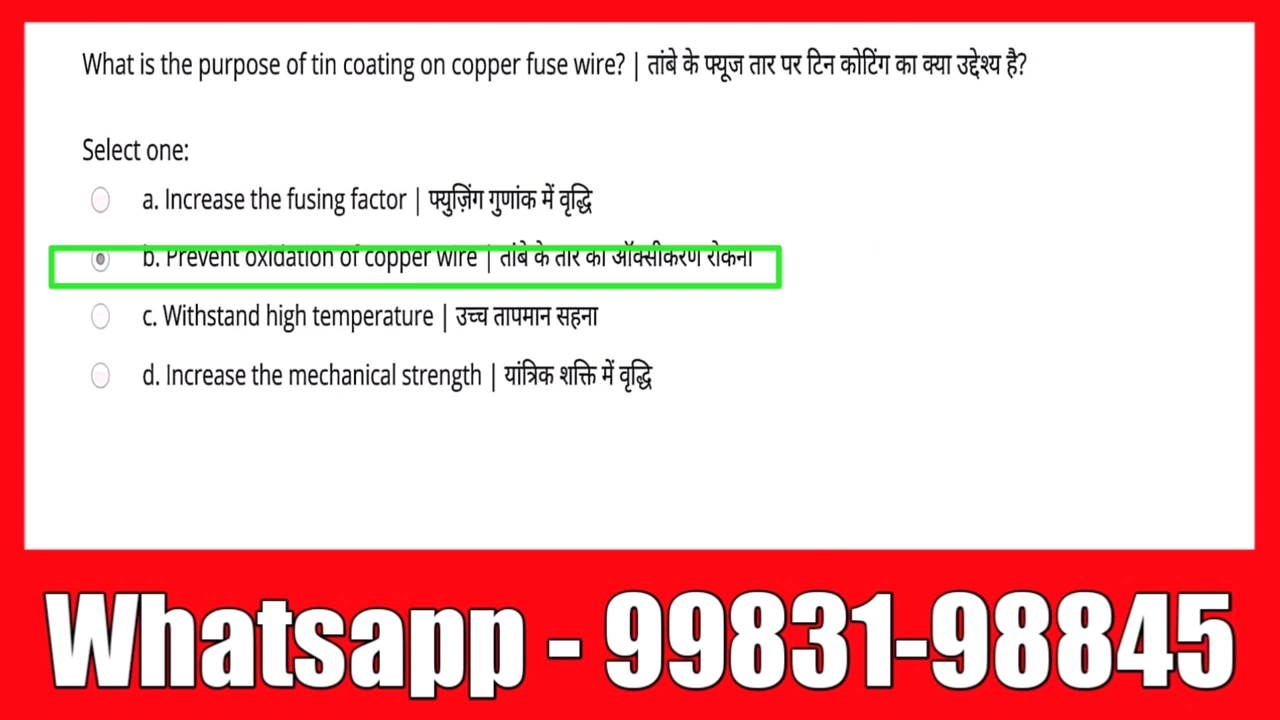 What is the purpose of tin coating on copper fuse wire? | तांबे के फ्यूज तार पर टिन कोटिंग का क्या उद्देश्य है?
Select one:
a. Increase the fusing factor | फ्युज़िंग गुणांक में वृद्धि
b. Prevent oxidation of copper wire | तांबे के तार का ऑक्सीकरण रोकना
c. Withstand high temperature | उच्च तापमान सहना
d. Increase the mechanical strength | यांत्रिक शक्ति में वृद्धि
Whatsapp - 99831-98845